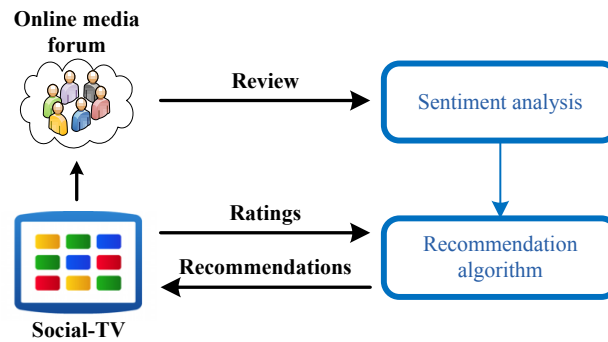 Online media
forum
Review
Sentiment analysis
Ratings
Recommendations
Recommendation
algorithm
Social-TV